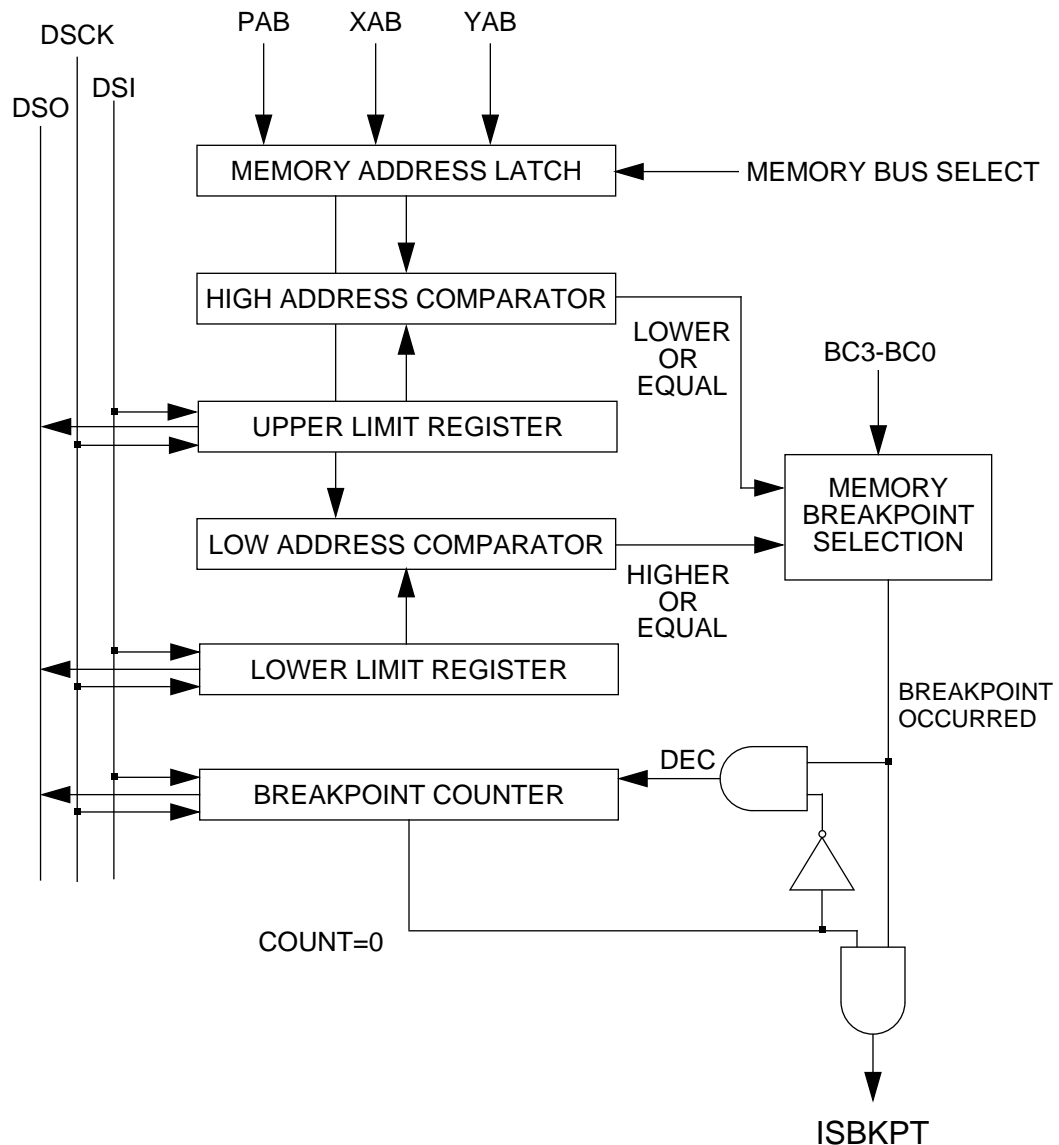 PAB
XAB
YAB
DSCK
DSI
DSO
MEMORY ADDRESS LATCH
MEMORY BUS SELECT
HIGH ADDRESS COMPARATOR
LOWER
OR
EQUAL
BC3-BC0
UPPER LIMIT REGISTER
MEMORY
BREAKPOINT
SELECTION
LOW ADDRESS COMPARATOR
HIGHER
OR
EQUAL
LOWER LIMIT REGISTER
BREAKPOINT
OCCURRED
DEC
BREAKPOINT COUNTER
COUNT=0
ISBKPT